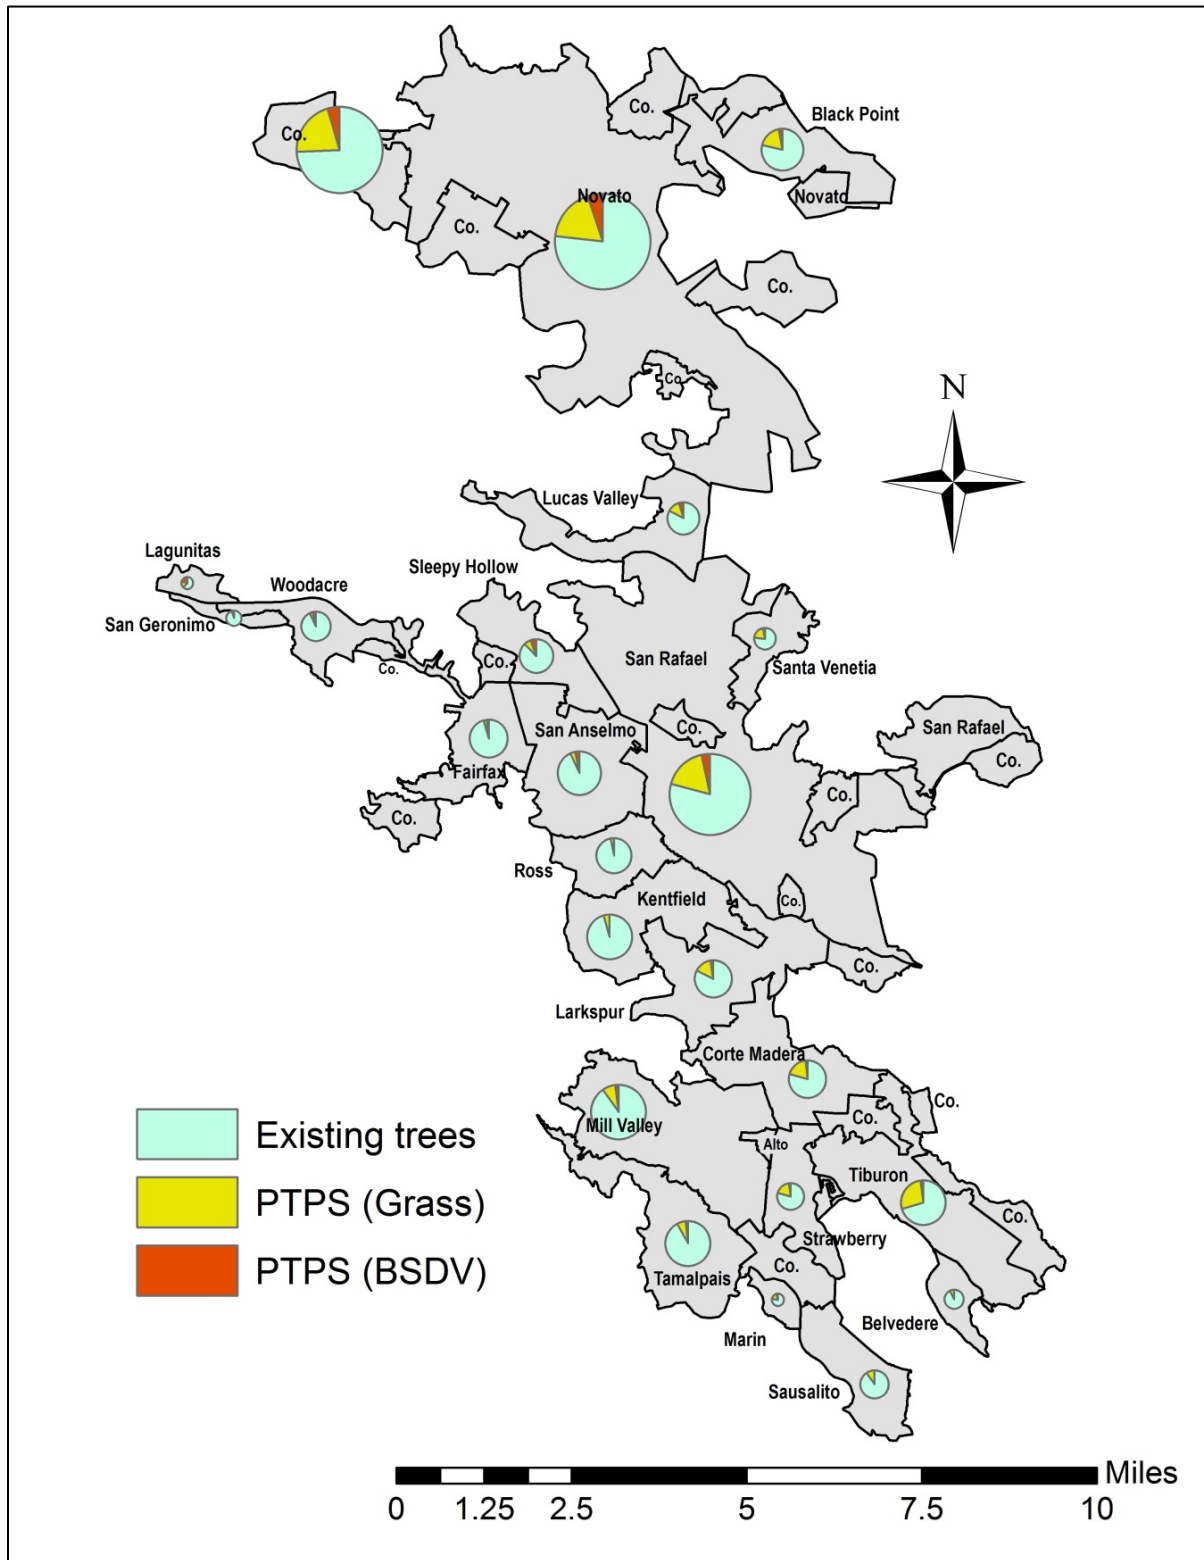 Co.
Black Point
Co.
Novato
Novato
Co.
Co.
Co.
N
Lucas Valley
Lagunitas
Sleepy Hollow
Woodacre
San Geronimo
Co.
San Rafael
Santa Venetia
Co.
San Rafael
San Anselmo
Co.
Co.
Fairfax
Co.
Co.
Ross
Kentfield
Co.
Co.
Larkspur
Corte Madera
Co.
Mill Valley
Co.
Alto
Tiburon
Co.
Strawberry
Co.
Tamalpais
Belvedere
Marin
Sausalito
Existing trees
PTPS (Grass)
PTPS (BSDV)
Miles
0 1.25 2.5 5 7.5 10